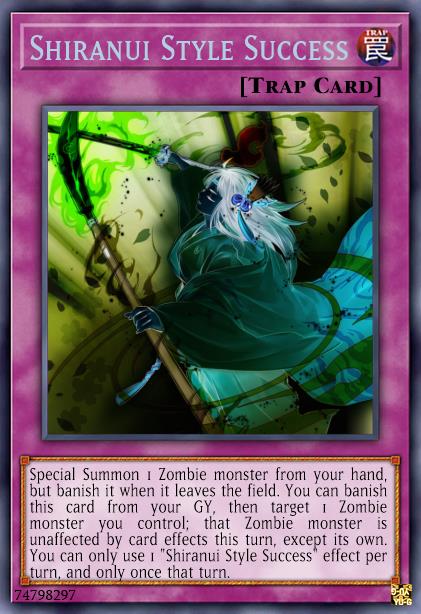 Shiranui Style Success
TRAP
罠
[Trap Card]
Special Summon 1 Zombie monster from your hand,
but banish it when it leaves the field. You can banish
this card from your GY, then target 1 Zombie
monster you control; that Zombie monster is
unaffected by card effects this turn, except its own.
You can only use 1 "Shiranui Style Success" effect per
turn, and only once that turn.
74798297